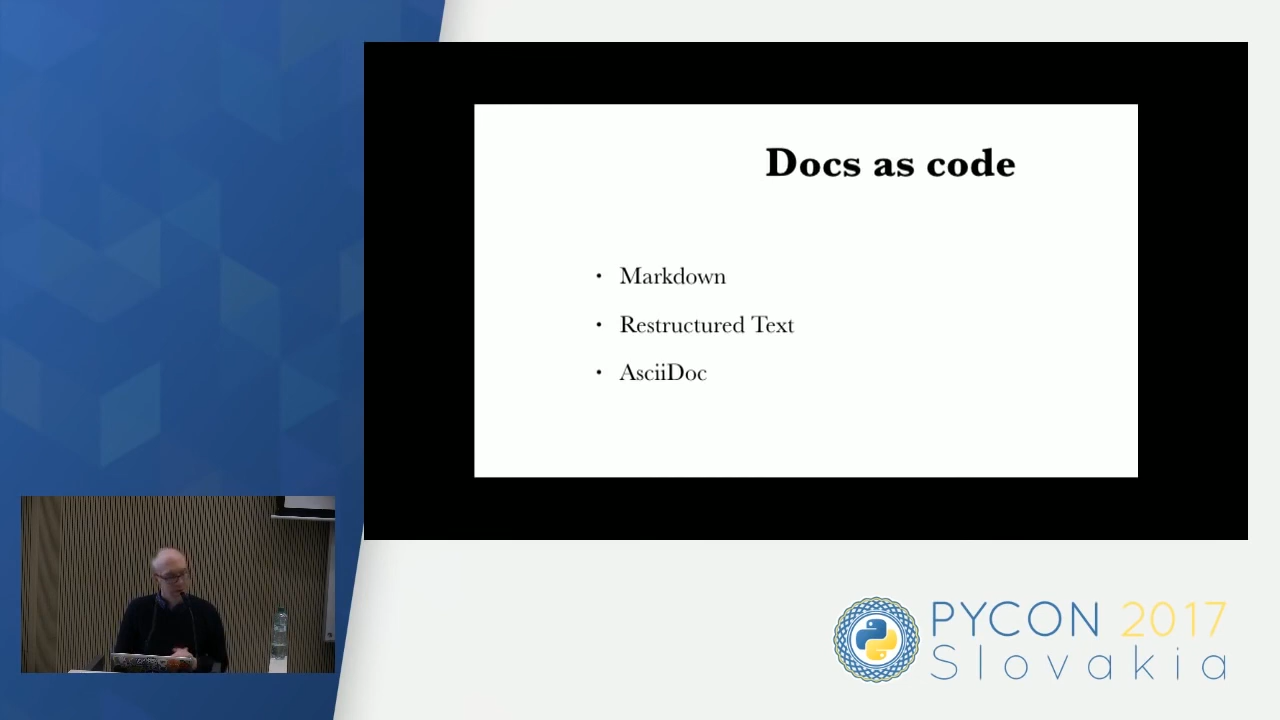 Docs as code
• Markdown
• Restructured Text
• AsciiDoc
PYCON 2017
Slovakia